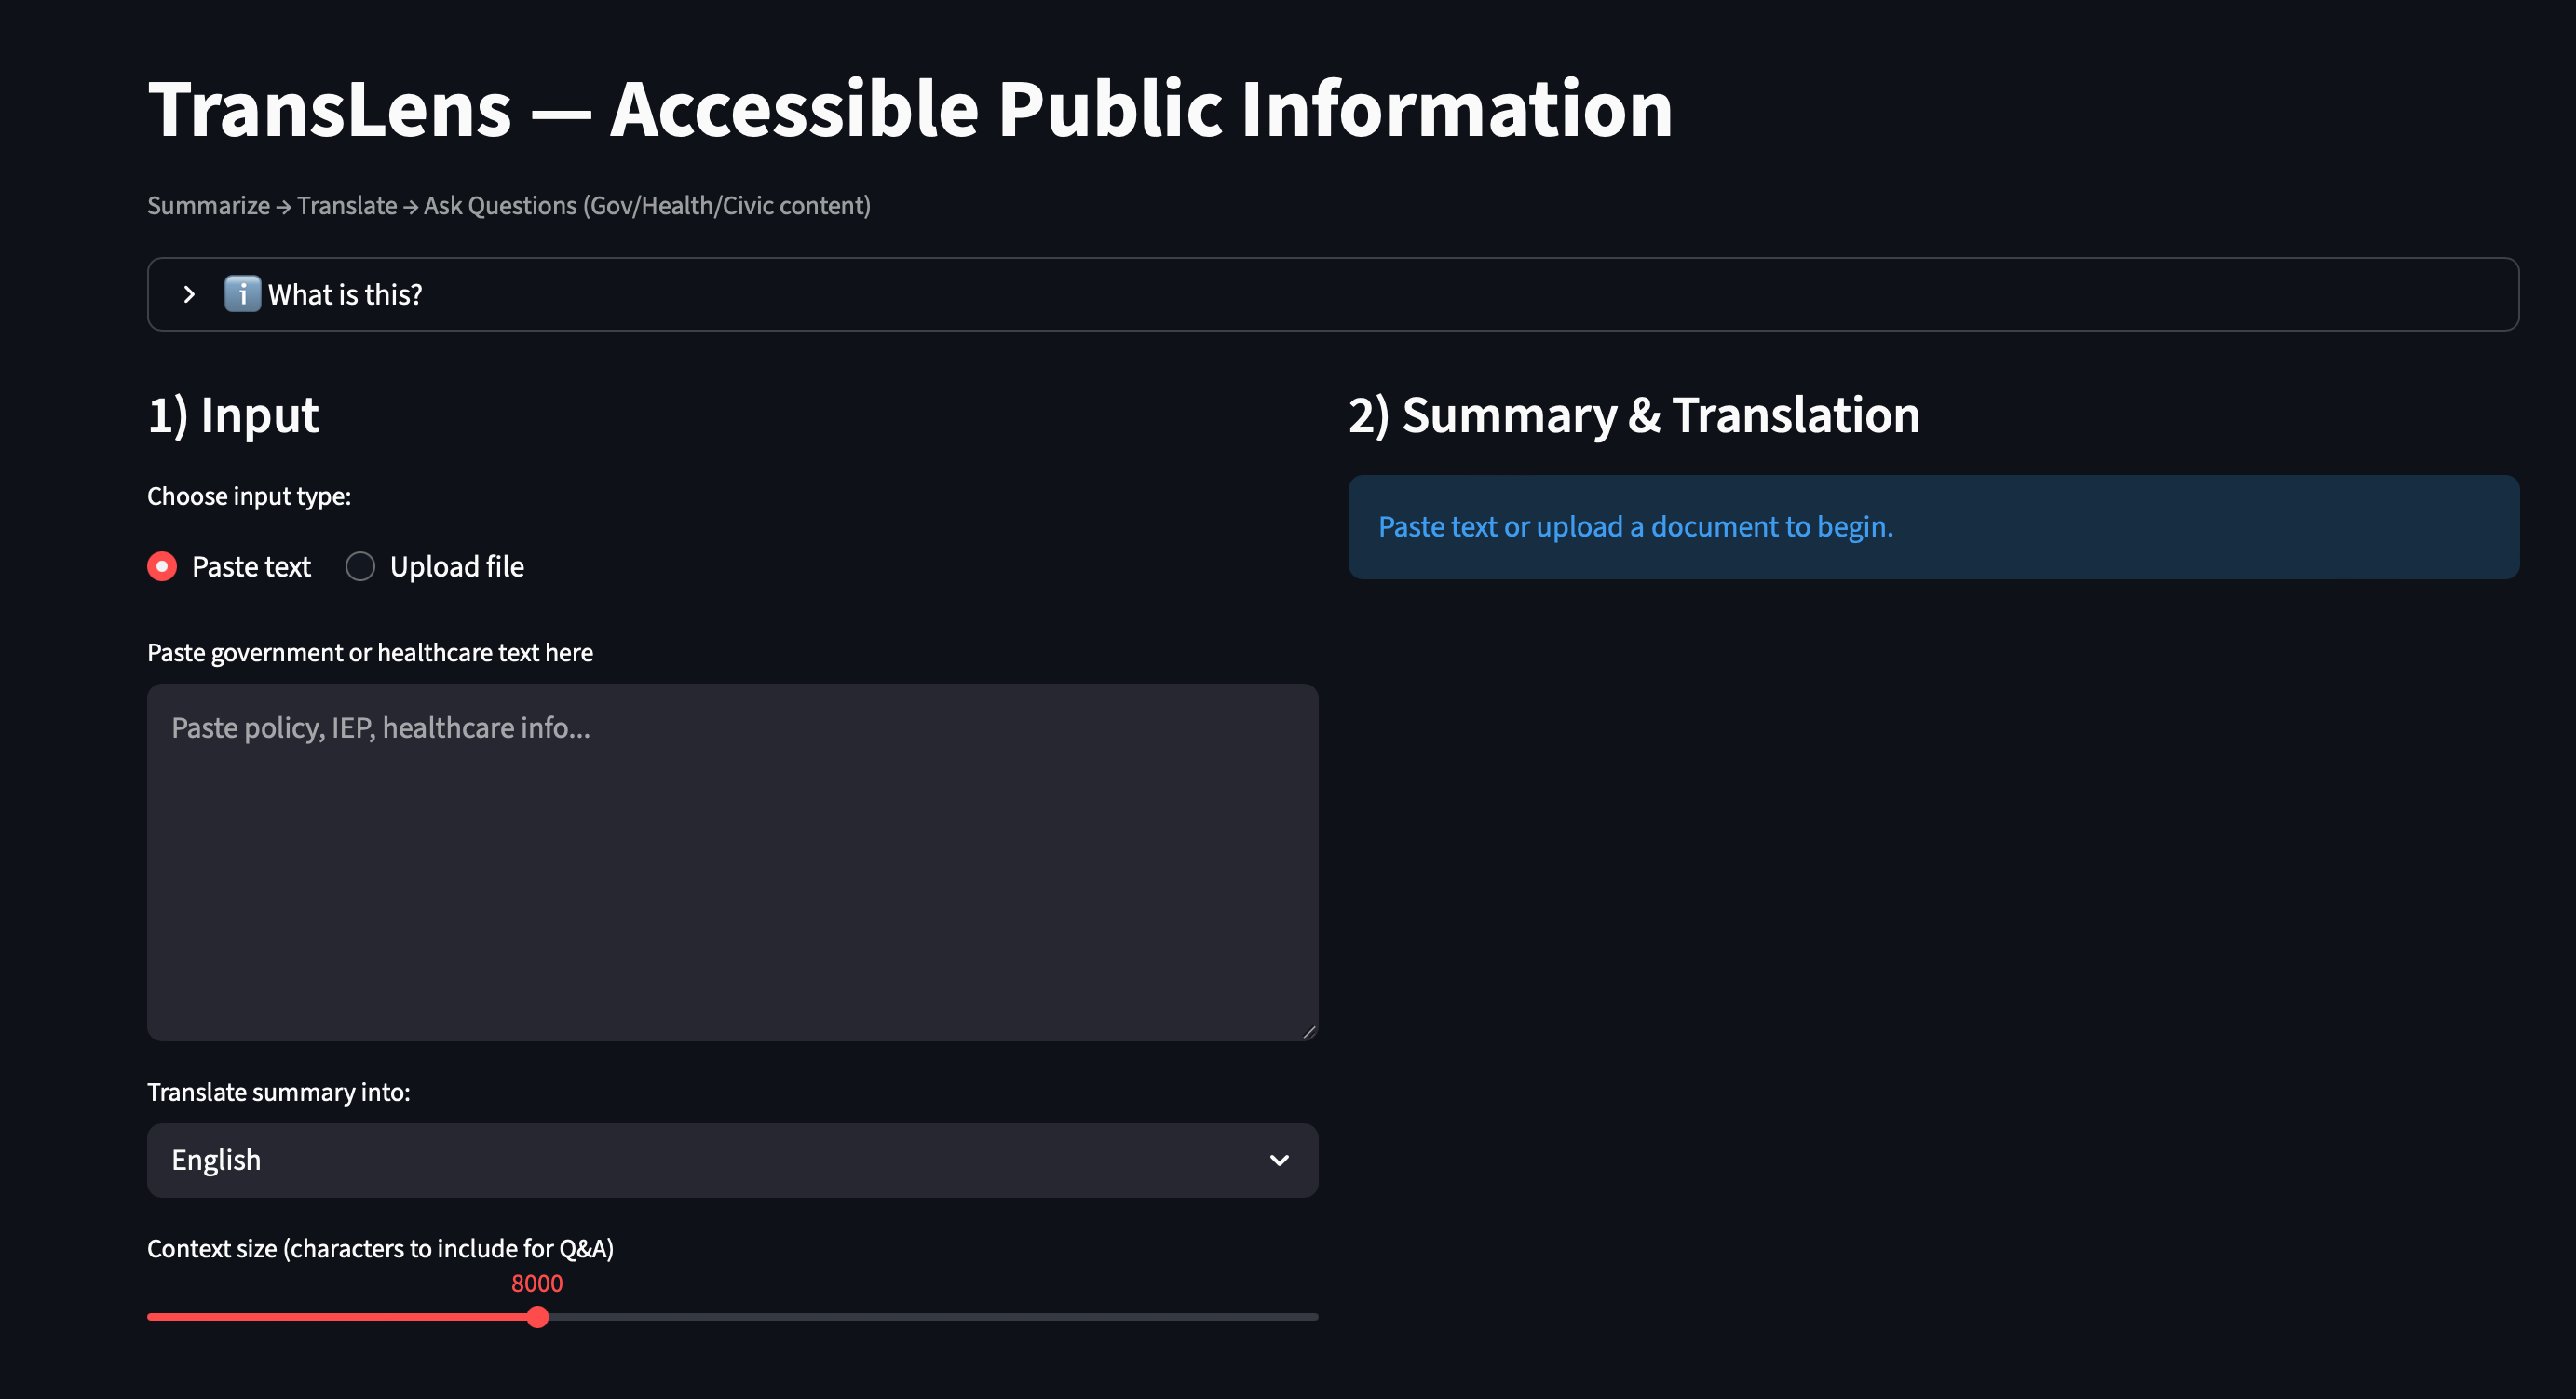 TransLens — Accessible Public Information
Summarize → Translate → Ask Questions (Gov/Health/Civic content)
ℹ️ What is this?
1) Input
Choose input type:
Paste text
Upload file
Paste government or healthcare text here
Paste policy, IEP, healthcare info...
Translate summary into:
English
Context size (characters to include for Q&A)
8000
2) Summary & Translation
Paste text or upload a document to begin.